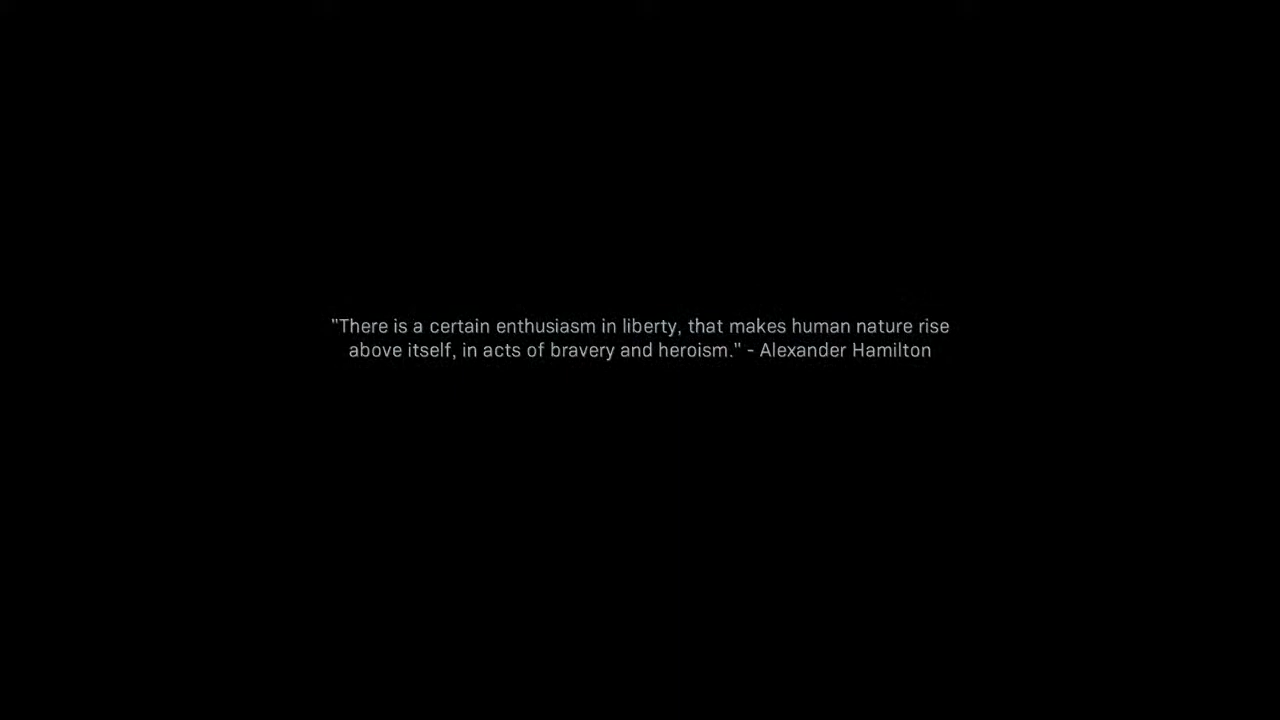 "There is a certain enthusiasm in liberty, that makes human nature rise
above itself, in acts of bravery and heroism." - Alexander Hamilton